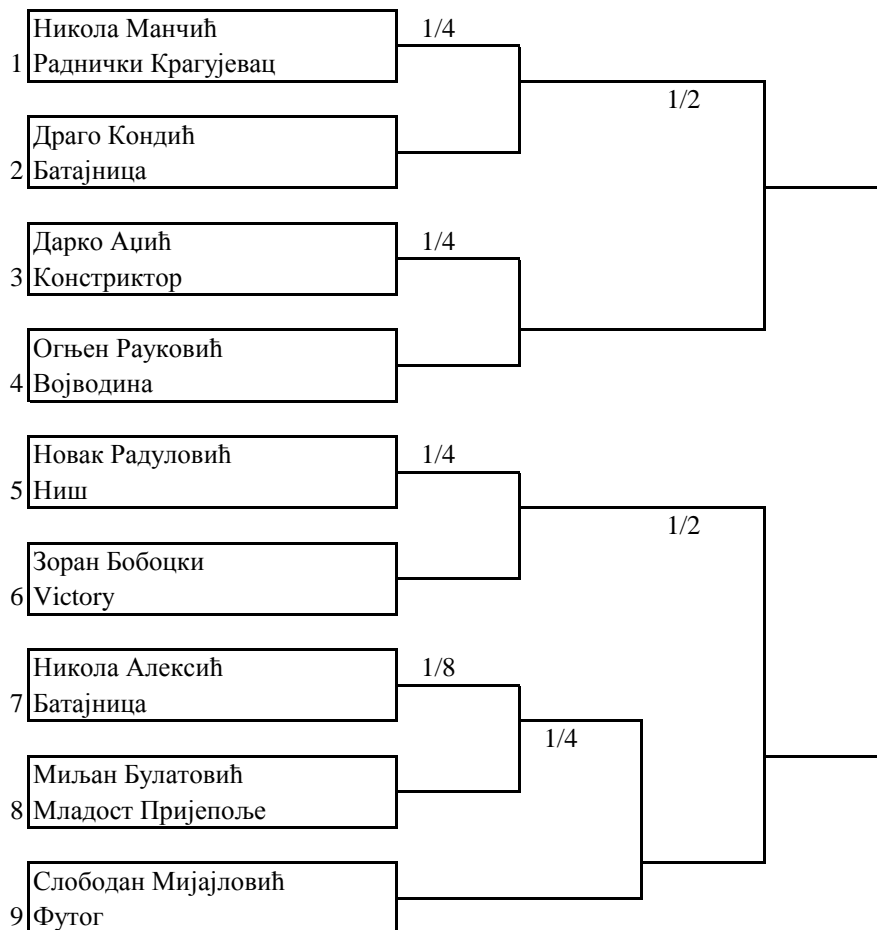 Никола Манчић 1/4
1 Раднички Крагујевац
1/2
Драго Кондић
2 Батајница
Дарко Аџић 1/4
3 Констриктор
Огњен Рауковић
4 Војводина
Новак Радуловић 1/4
5 Ниш
1/2
Зоран Бобоцки
6 Victory
Никола Алексић 1/8
7 Батајница
1/4
Миљан Булатовић
8 Младост Пријепоље
Слободан Мијајловић
9 Футог